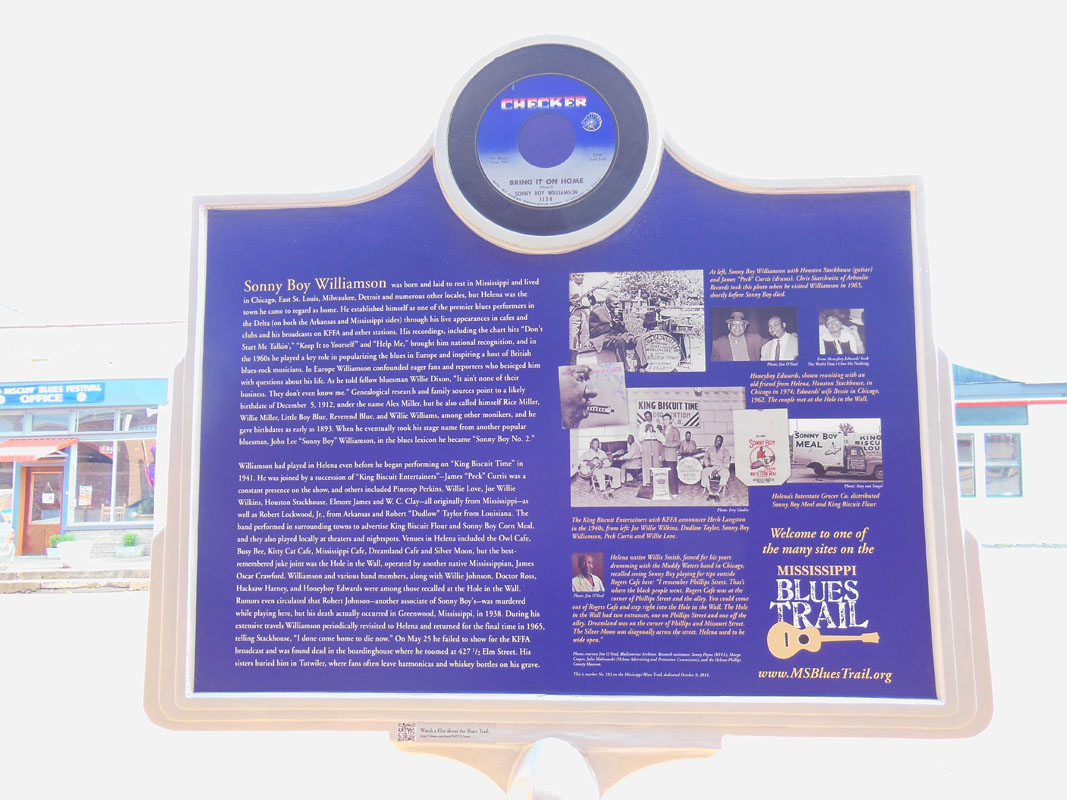 CHECKER
BRING IT ON HOME
SONNY BOY WILLIAMSON
1134
BISCUIT BLUES FESTIVAL
OFFICE
Sonny Boy Williamson was born and laid to rest in Mississippi and lived
in Chicago, East St. Louis, Milwaukee, Detroit and numerous other locales, but Helena was the
town he came to regard as home. He established himself as one of the premier blues performers in
the Delta (on both the Arkansas and Mississippi sides) through his live appearances in cafes and
clubs and his broadcasts on KFFA and other stations. His recordings, including the chart hits "Don't
Start Me Talkin'," "Keep It to Yourself" and "Help Me," brought him national recognition, and in
the 1960s he played a key role in popularizing the blues in Europe and inspiring a host of British
blues-rock musicians. In Europe Williamson confounded eager fans and reporters who besieged him
with questions about his life. As he told fellow bluesman Willie Dixon, "It ain't none of their
business. They don't even know me." Genealogical research and family sources point to a likely
birthdate of December 5, 1912, under the name Alex Miller, but he also called himself Rice Miller,
Willie Miller, Little Boy Blue, Reverend Blue, and Willie Williams, among other monikers, and he
gave birthdates as early as 1893. When he eventually took his stage name from another popular
bluesman, John Lee "Sonny Boy" Williamson, in the blues lexicon he became "Sonny Boy No. 2."
Williamson had played in Helena even before he began performing on "King Biscuit Time" in
1941. He was joined by a succession of "King Biscuit Entertainers"—James "Peck" Curtis was a
constant presence on the show, and others included Pinetop Perkins, Willie Love, Joe Willie
Wilkins, Houston Stackhouse, Elmore James and W. C. Clay—all originally from Mississippi—as
well as Robert Lockwood, Jr., from Arkansas and Robert "Dudlow" Taylor from Louisiana. The
band performed in surrounding towns to advertise King Biscuit Flour and Sonny Boy Corn Meal,
and they also played locally at theaters and nightspots. Venues in Helena included the Owl Cafe,
Busy Bee, Kitty Cat Cafe, Mississippi Cafe, Dreamland Cafe and Silver Moon, but the best-
remembered juke joint was the Hole in the Wall, operated by another native Mississippian, James
Oscar Crawford. Williamson and various band members, along with Willie Johnson, Doctor Ross,
Hacksaw Harney, and Honeyboy Edwards were among those recalled at the Hole in the Wall.
Rumors even circulated that Robert Johnson—another associate of Sonny Boy's—was murdered
while playing here, but his death actually occurred in Greenwood, Mississippi, in 1938. During his
extensive travels Williamson periodically revisited to Helena and returned for the final time in 1965,
telling Stackhouse, "I done come home to die now." On May 25 he failed to show for the KFFA
broadcast and was found dead in the boardinghouse where he roomed at 427 1/2 Elm Street. His
sisters buried him in Tutwiler, where fans often leave harmonicas and whiskey bottles on his grave.
At left, Sonny Boy Williamson with Houston Stackhouse (guitar)
and James "Peck" Curtis (drums). Chris Strachwitz of Arhoolie
Records took this photo when he visited Williamson in 1965,
shortly before Sonny Boy died.
Photo: Jim O'Neal
From Honeyboy Edwards' book
The World Don't Owe Me Nothing
Honeyboy Edwards, shown reuniting with an
old friend from Helena, Houston Stackhouse, in
Chicago in 1974; Edwards' wife Bessie in Chicago,
1962. The couple met at the Hole in the Wall.
KING BISCUIT TIME
SONNY BOY
SONNY BOY
MEAL
KING
Helena's Interstate Grocer Co. distributed
Sonny Boy Meal and King Biscuit Flour
Photo: Ivey Gladin
The King Biscuit Entertainers with KFFA announcer Herb Langston
in the 1940s, from left: Joe Willie Wilkins, Dudlow Taylor, Sonny Boy
Williamson, Peck Curtis and Willie Love.
Photo: Jim O'Neal
Helena native Willie Smith, famed for his years
drumming with the Muddy Waters band in Chicago,
recalled seeing Sonny Boy playing for tips outside
Rogers Cafe here: "I remember Phillips Street. That's
where the black people went. Rogers Cafe was at the
corner of Phillips Street and the alley. You could come
out of Rogers Cafe and step right into the Hole in the Wall. The Hole
in the Wall had two entrances, one on Phillips Street and one off the
alley. Dreamland was on the corner of Phillips and Missouri Street.
The Silver Moon was diagonally across the street. Helena used to be
wide open."
This is marker No. 183 on the Mississippi Blues Trail, dedicated October 9, 2014.
Welcome to one of
the many sites on the
MISSISSIPPI
BLUES
TRAIL
www.MSBluesTrail.org
Watch a film about the Blues Trail.